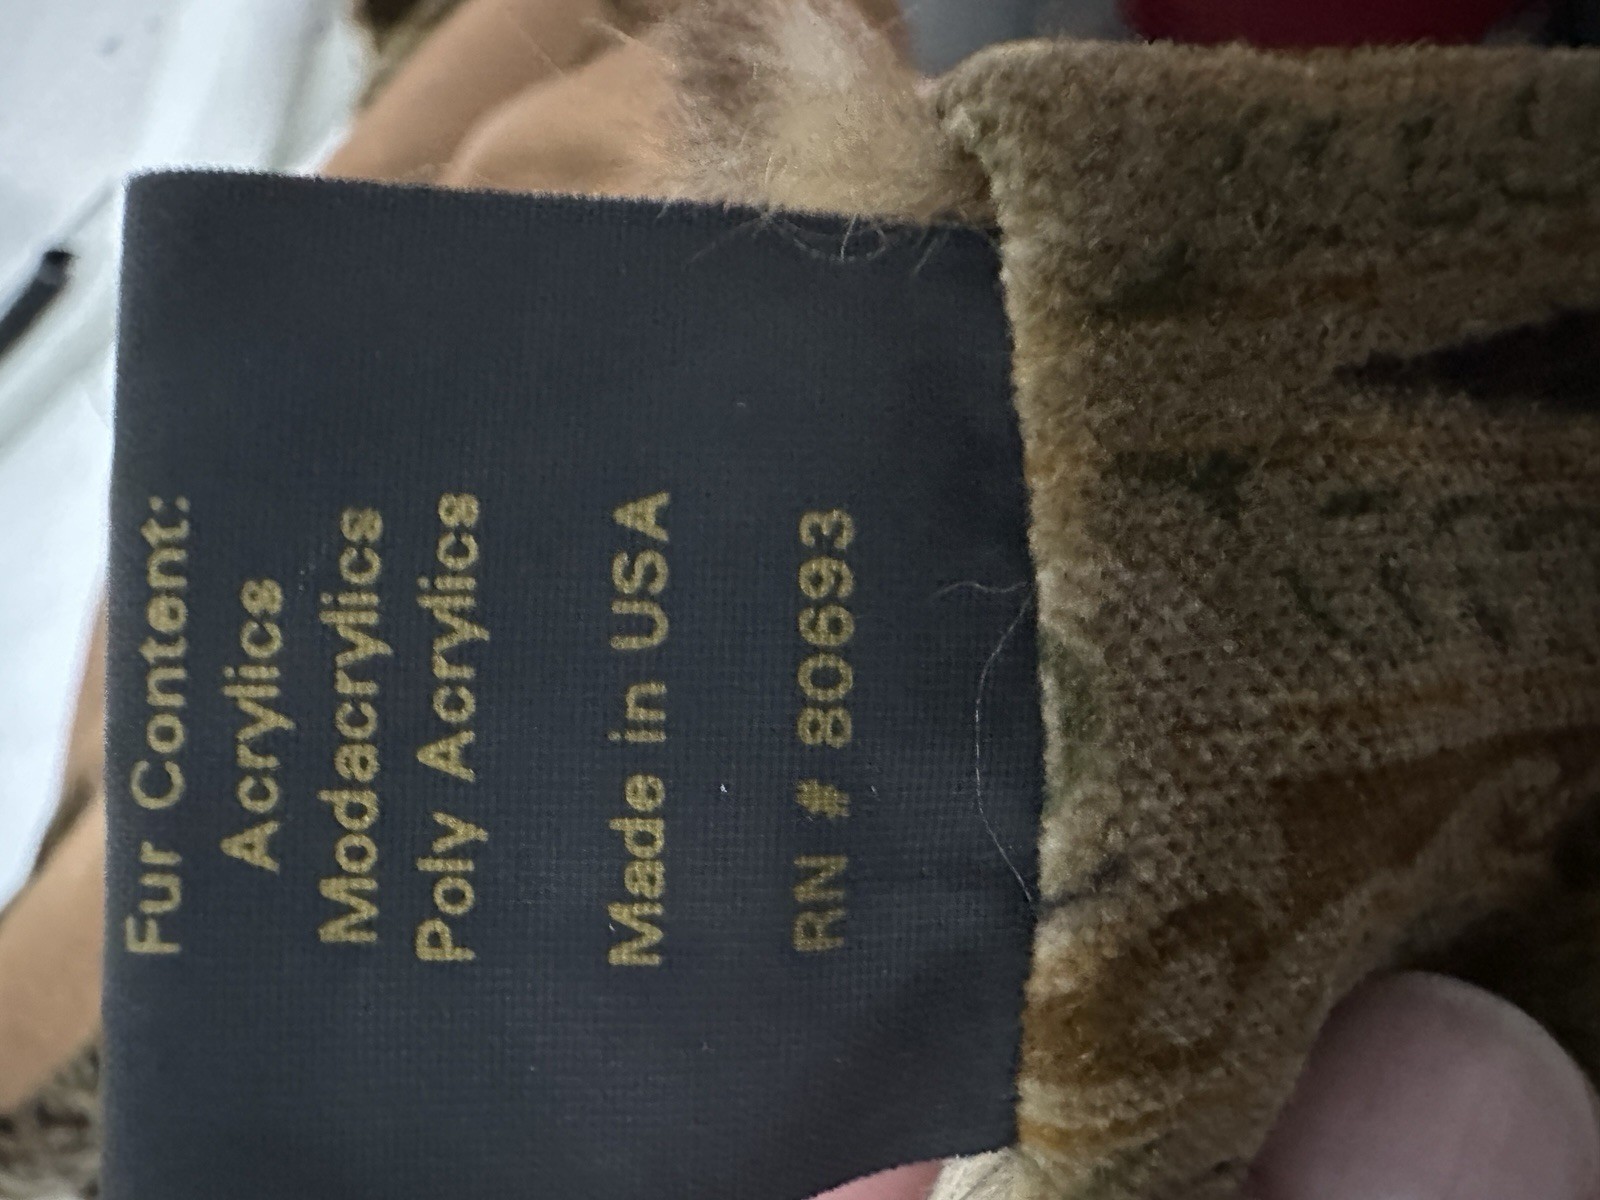 Fur Content:
Acrylics
Modacrylics
Poly Acrylics
Made in USA
RN # 80693